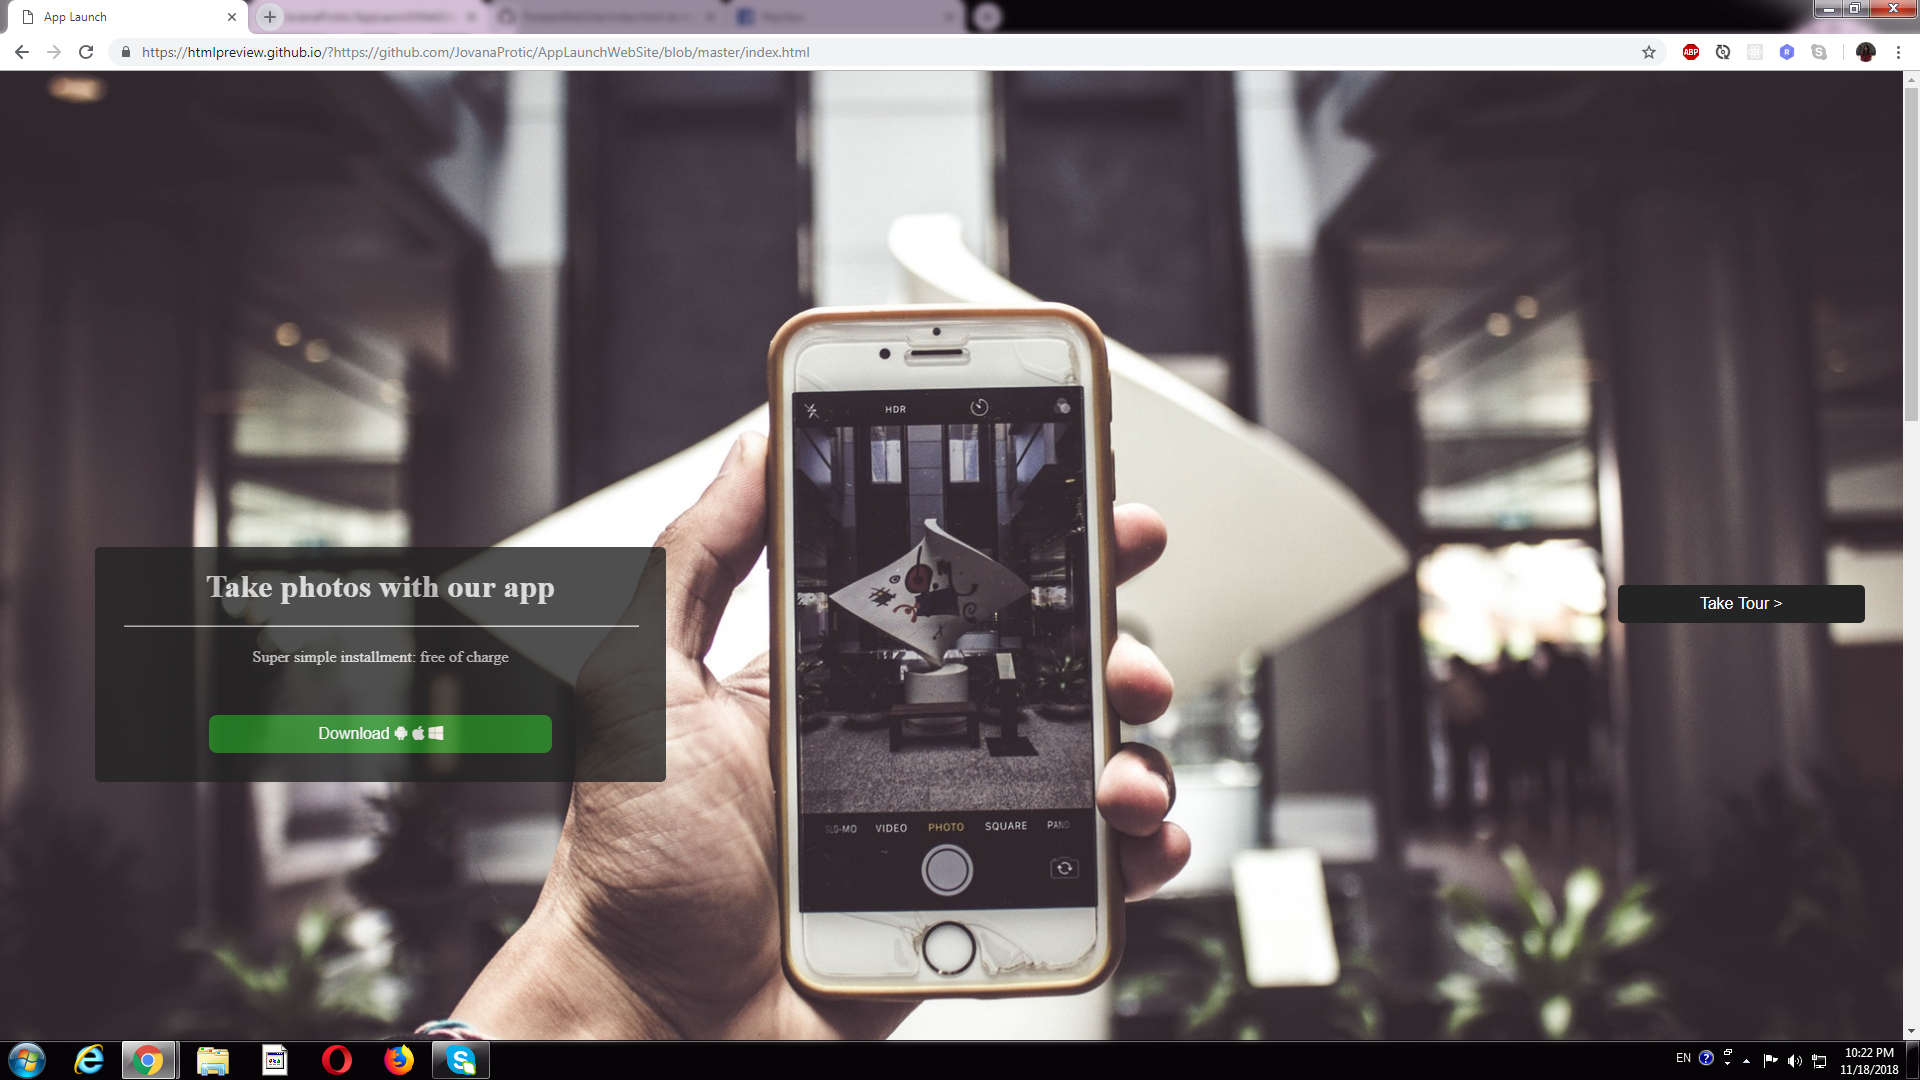 App Launch
https://htmlpreview.github.io/?https://github.com/JovanaProtic/AppLaunchWebSite/blob/master/index.html
ABP
R
HDR
Take photos with our app
Take Tour >
Super simple installment: free of charge
Download
SLO-MO VIDEO PHOTO SQUARE PANO
EN
10:22 PM
11/18/2018